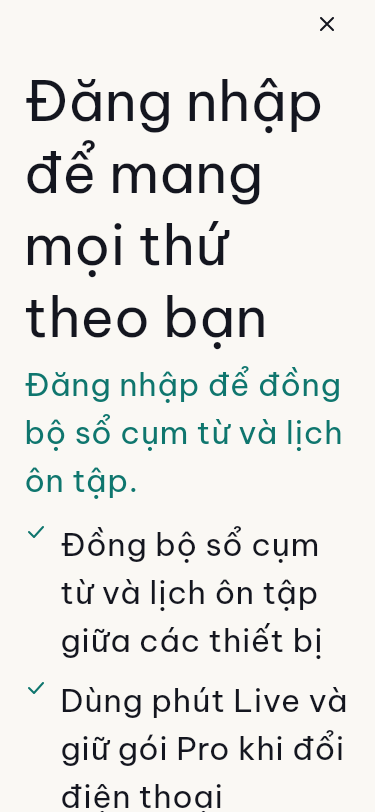 Đăng nhập
để mang
mọi thứ
theo bạn
Đăng nhập để đồng
bộ sổ cụm từ và lịch
ôn tập.
Đồng bộ sổ cụm
từ và lịch ôn tập
giữa các thiết bị
Dùng phút Live và
giữ gói Pro khi đổi
điện thoại